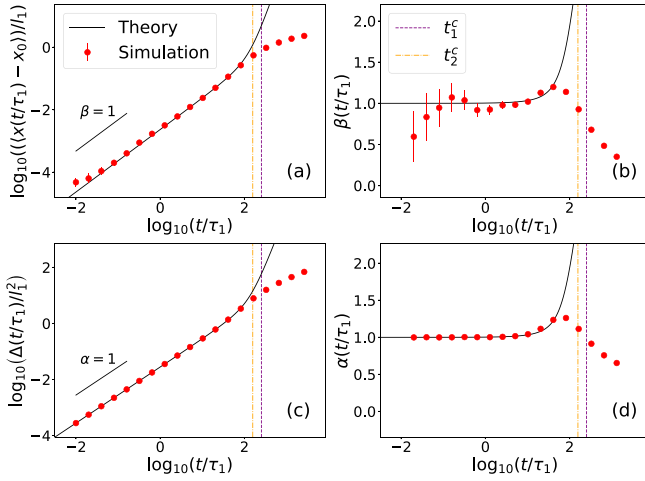 Theory
Simulation
β = 1
(a)
0
−2
−4
−2
0
2
log₁₀(t/τ₁)
log₁₀((⟨x(t/τ₁) − x₀⟩)/l₁)
t₁ᶜ
t₂ᶜ
(b)
2.0
1.5
1.0
0.5
0.0
−2
0
2
log₁₀(t/τ₁)
β(t/τ₁)
α = 1
(c)
2
0
−2
−4
−2
0
2
log₁₀(t/τ₁)
log₁₀(Δ(t/τ₁)/l₁²)
(d)
2.0
1.5
1.0
0.5
0.0
−2
0
2
log₁₀(t/τ₁)
α(t/τ₁)